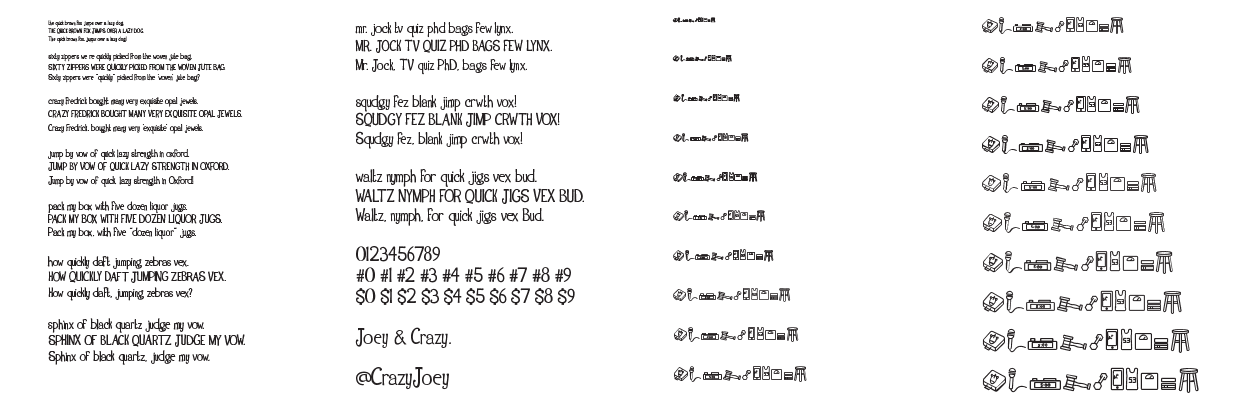 the quick brown fox jumps over a lazy dog.
THE QUICK BROWN FOX JUMPS OVER A LAZY DOG.
The quick brown fox, jumps over a lazy dog!
sixty zippers we re quickly picked from the woven jute bag.
SIXTY ZIPPERS WERE QUICKLY PICKED FROM THE WOVEN JUTE BAG.
Sixty zippers were "quickly" picked from the 'woven' jute bag?
crazy fredrick bought many very exquisite opal jewels.
CRAZY FREDRICK BOUGHT MANY VERY EXQUISITE OPAL JEWELS.
Crazy Fredrick, bought many very 'exquisite' opal jewels.
jump by vow of quick lazy strength in oxford.
JUMP BY VOW OF QUICK LAZY STRENGTH IN OXFORD.
Jump by vow of quick lazy strength in Oxford!
pack my box with five dozen liquor jugs.
PACK MY BOX WITH FIVE DOZEN LIQUOR JUGS.
Pack my box, with five "dozen liquor" jugs.
how quickly daft jumping zebras vex.
HOW QUICKLY DAFT JUMPING ZEBRAS VEX.
How quickly daft, jumping zebras vex?
sphinx of black quartz judge my vow.
SPHINX OF BLACK QUARTZ JUDGE MY VOW.
Sphinx of black quartz, judge my vow.
mr. jock tv quiz phd bags few lynx.
MR. JOCK TV QUIZ PHD BAGS FEW LYNX.
Mr. Jock, TV quiz PhD, bags few lynx.
squdgy fez blank jimp crwth vox!
SQUDGY FEZ BLANK JIMP CRWTH VOX!
Squdgy fez, blank jimp crwth vox!
waltz nymph for quick jigs vex bud.
WALTZ NYMPH FOR QUICK JIGS VEX BUD.
Waltz, nymph, for quick jigs vex Bud.
0123456789
#0 #1 #2 #3 #4 #5 #6 #7 #8 #9
$0 $1 $2 $3 $4 $5 $6 $7 $8 $9
Joey & Crazy.
@CrazyJoey